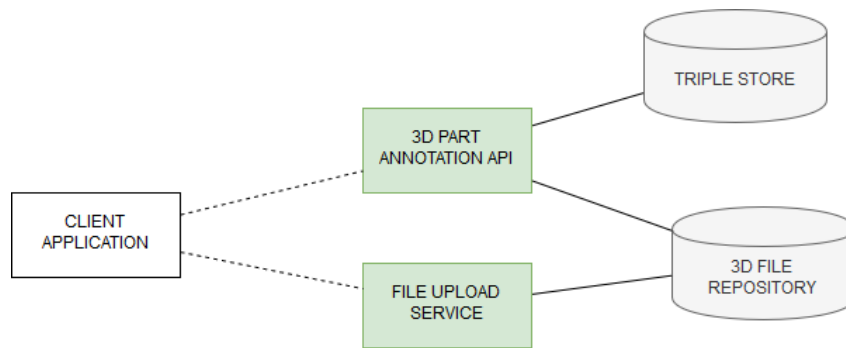 TRIPLE STORE
3D PART
ANNOTATION API
CLIENT
APPLICATION
3D FILE
REPOSITORY
FILE UPLOAD
SERVICE